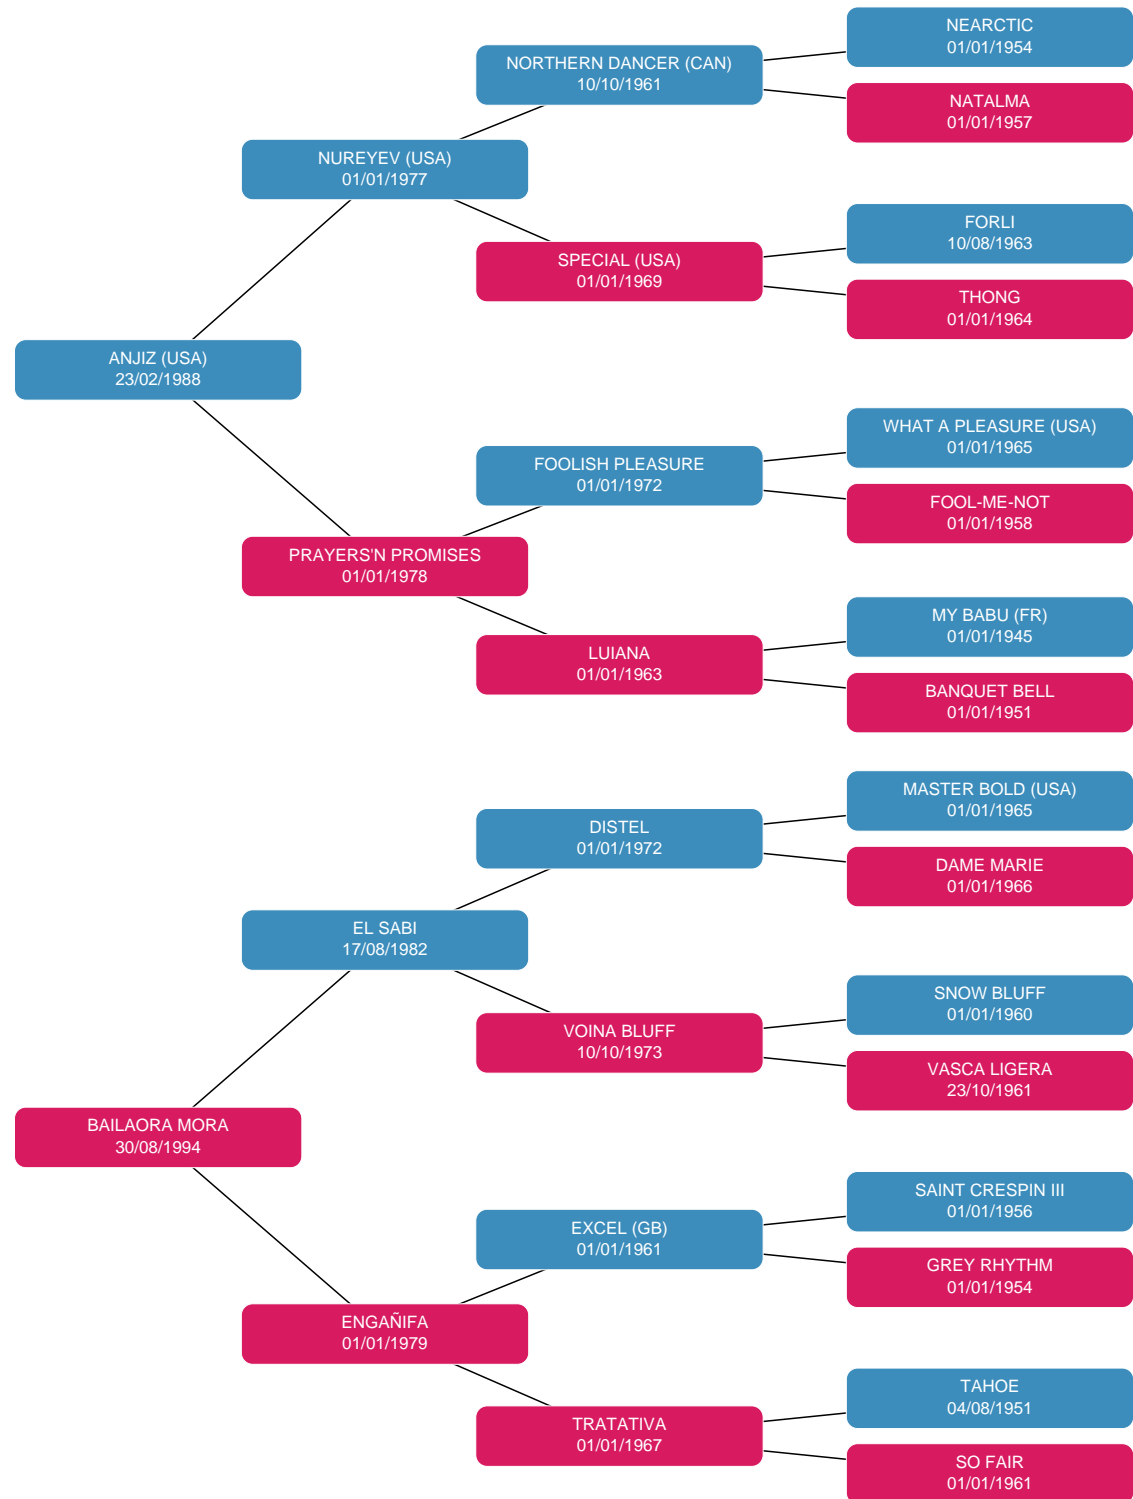 NEARCTIC
01/01/1954
NORTHERN DANCER (CAN)
10/10/1961
NATALMA
01/01/1957
NUREYEV (USA)
01/01/1977
FORLI
10/08/1963
SPECIAL (USA)
01/01/1969
THONG
01/01/1964
ANJIZ (USA)
23/02/1988
WHAT A PLEASURE (USA)
01/01/1965
FOOLISH PLEASURE
01/01/1972
FOOL-ME-NOT
01/01/1958
PRAYERS'N PROMISES
01/01/1978
MY BABU (FR)
01/01/1945
LUIANA
01/01/1963
BANQUET BELL
01/01/1951
MASTER BOLD (USA)
01/01/1965
DISTEL
01/01/1972
DAME MARIE
01/01/1966
EL SABI
17/08/1982
SNOW BLUFF
01/01/1960
VOINA BLUFF
10/10/1973
VASCA LIGERA
23/10/1961
BAILAORA MORA
30/08/1994
SAINT CRESPIN III
01/01/1956
EXCEL (GB)
01/01/1961
GREY RHYTHM
01/01/1954
ENGAÑIFA
01/01/1979
TAHOE
04/08/1951
TRATATIVA
01/01/1967
SO FAIR
01/01/1961